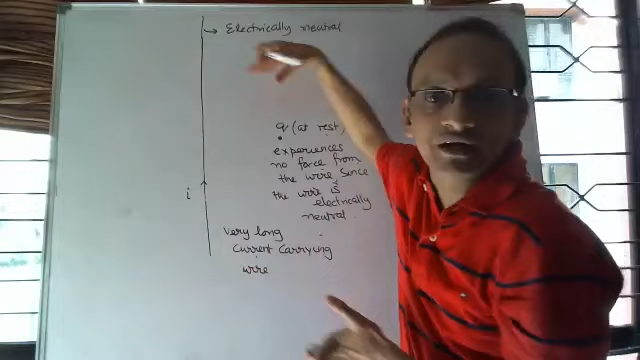 Electrically neutral
q (at rest)
experiences
no force from
the wire since
the wire is
electrically
neutral.
i
Very long
current carrying
wire